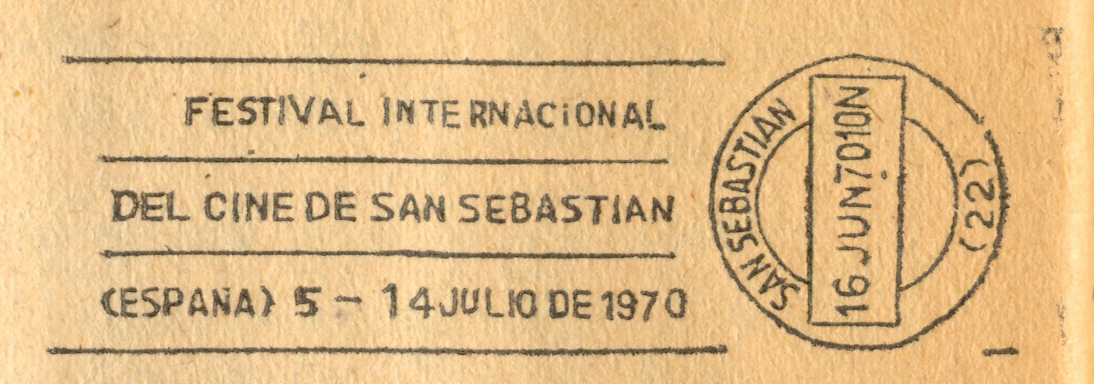 FESTIVAL INTERNACIONAL
DEL CINE DE SAN SEBASTIAN
(ESPAÑA) 5 - 14 JULIO DE 1970
SAN SEBASTIAN
16 JUN 70 10N
(22)